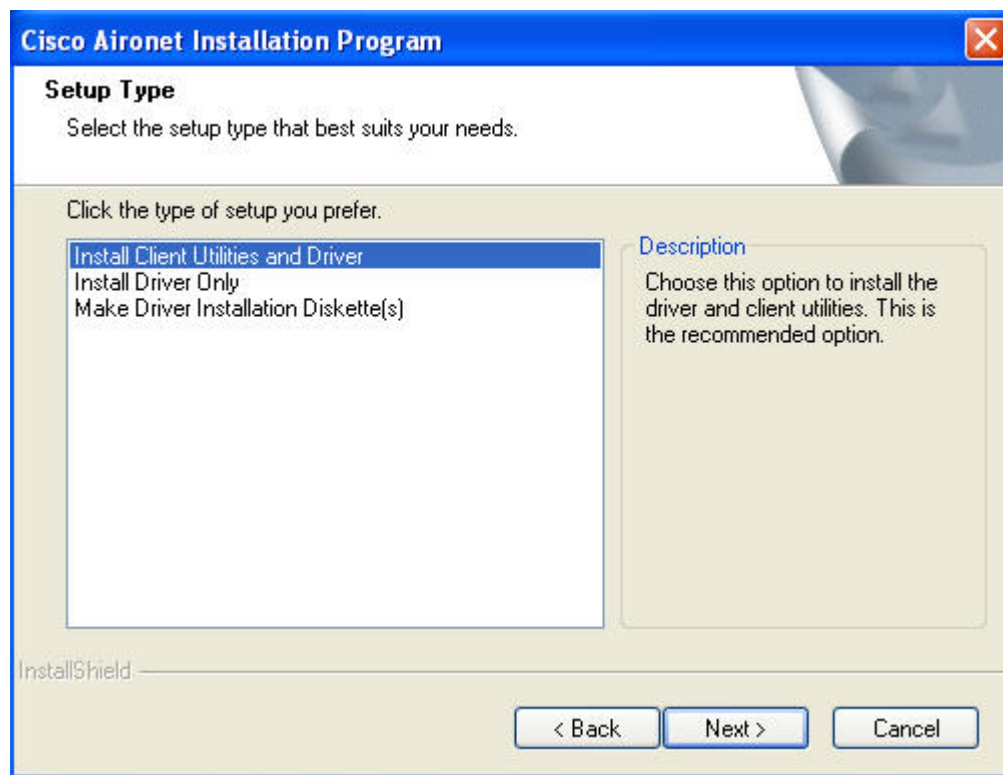 Cisco Aironet Installation Program
Setup Type
Select the setup type that best suits your needs.
Click the type of setup you prefer.
Install Client Utilities and Driver
Install Driver Only
Make Driver Installation Diskette(s)
Description
Choose this option to install the
driver and client utilities. This is
the recommended option.
InstallShield
< Back
Next >
Cancel